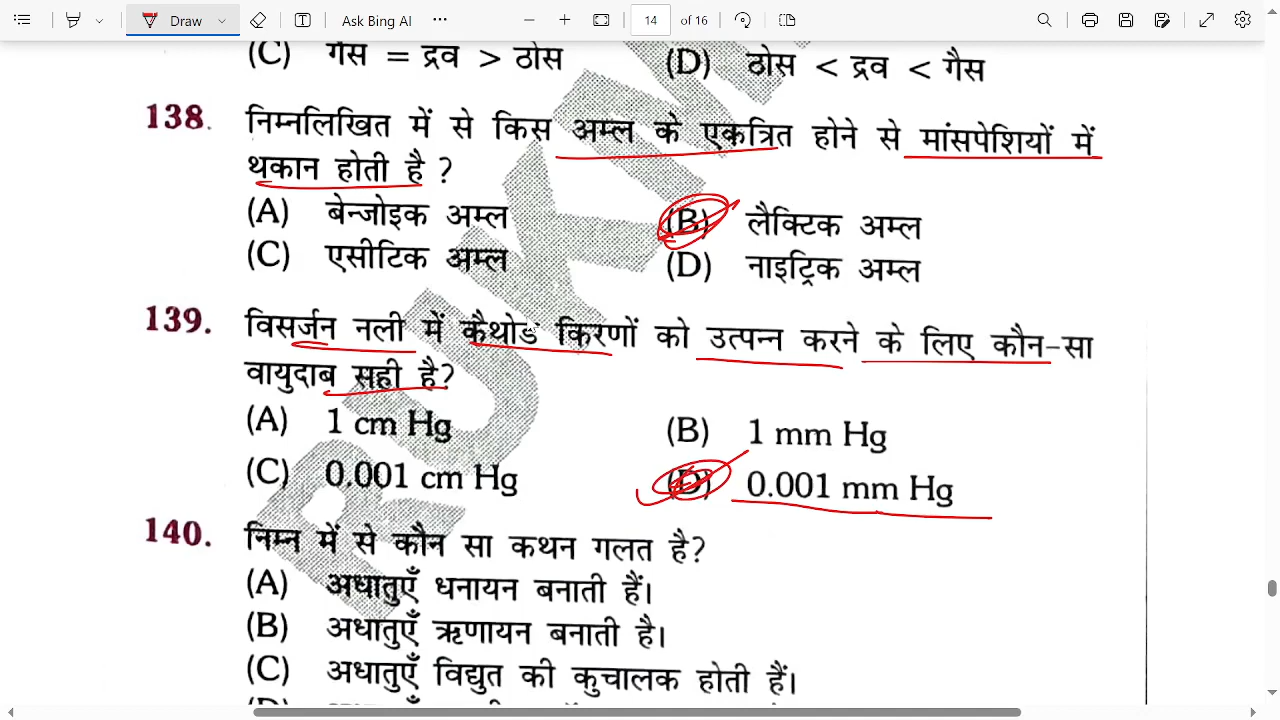 Draw
Ask Bing AI
14 of 16
(C) गैस = द्रव > ठोस (D) ठोस < द्रव < गैस
138. निम्नलिखित में से किस अम्ल के एकत्रित होने से मांसपेशियों में
थकान होती है ?
(A) बेन्जोइक अम्ल (B) लैक्टिक अम्ल
(C) एसीटिक अम्ल (D) नाइट्रिक अम्ल
139. विसर्जन नली में कैथोड किरणों को उत्पन्न करने के लिए कौन-सा
वायुदाब सही है?
(A) 1 cm Hg (B) 1 mm Hg
(C) 0.001 cm Hg (D) 0.001 mm Hg
140. निम्न में से कौन सा कथन गलत है?
(A) अधातुएँ धनायन बनाती हैं।
(B) अधातुएँ ऋणायन बनाती है।
(C) अधातुएँ विद्युत की कुचालक होती हैं।